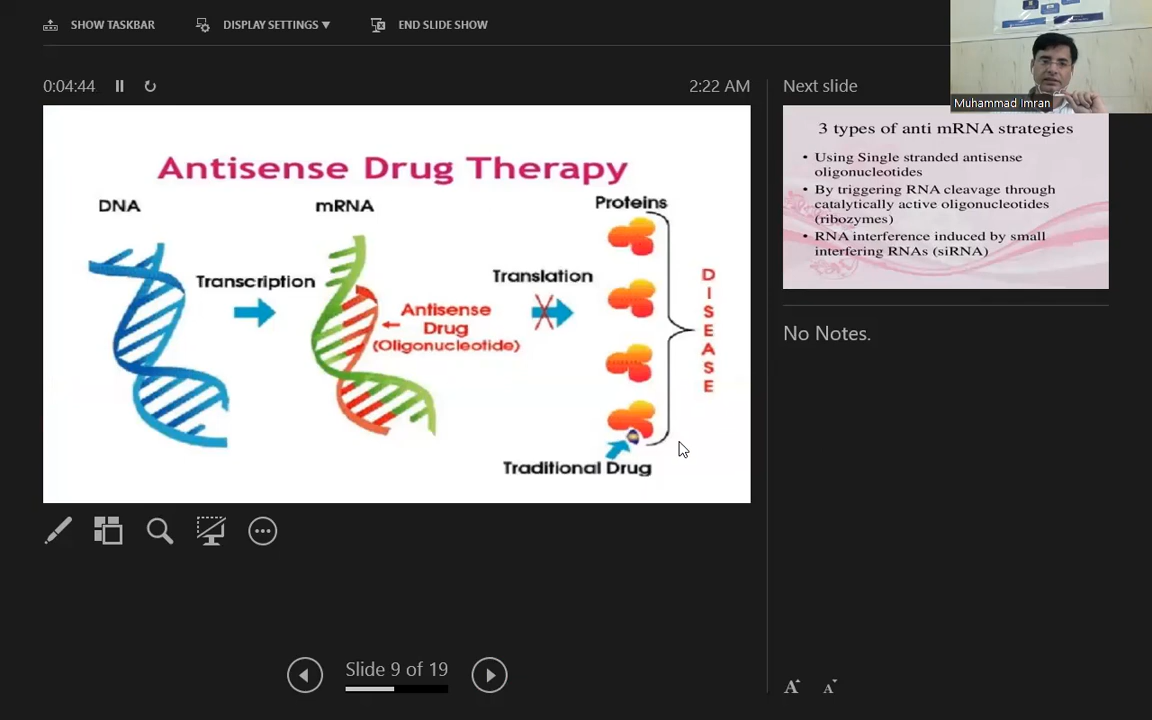 SHOW TASKBAR
DISPLAY SETTINGS ▼
END SLIDE SHOW
0:04:44
2:22 AM
Next slide
Muhammad Imran
Antisense Drug Therapy
DNA
mRNA
Proteins
Transcription
Translation
Antisense
Drug
(Oligonucleotide)
DISEASE
Traditional Drug
3 types of anti mRNA strategies
• Using Single stranded antisense
oligonucleotides
• By triggering RNA cleavage through
catalytically active oligonucleotides
(ribozymes)
• RNA interference induced by small
interfering RNAs (siRNA)
No Notes.
Slide 9 of 19
A A